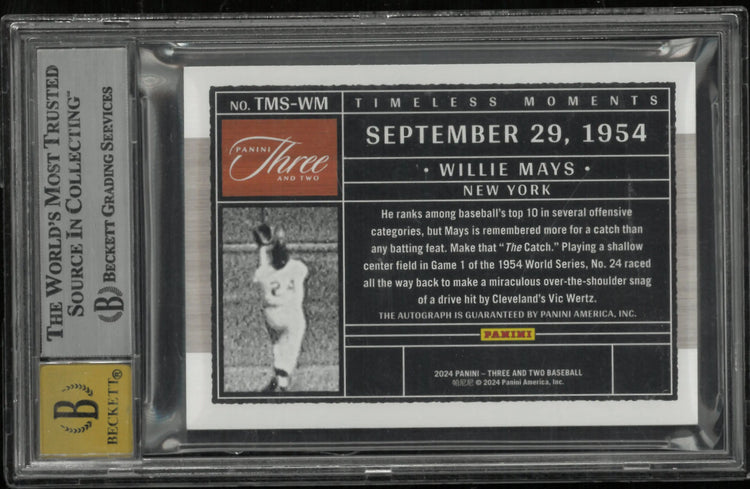 THE WORLD'S MOST TRUSTED
SOURCE IN COLLECTING™
BECKETT GRADING SERVICES
B
B
BECKETT®
NO. TMS-WM
TIMELESS MOMENTS
PANINI
Three
AND TWO
SEPTEMBER 29, 1954
• WILLIE MAYS •
NEW YORK
24
He ranks among baseball's top 10 in several offensive
categories, but Mays is remembered more for a catch than
any batting feat. Make that "The Catch." Playing a shallow
center field in Game 1 of the 1954 World Series, No. 24 raced
all the way back to make a miraculous over-the-shoulder snag
of a drive hit by Cleveland's Vic Wertz.
THE AUTOGRAPH IS GUARANTEED BY PANINI AMERICA, INC.
PANINI
2024 PANINI – THREE AND TWO BASEBALL
帕尼尼 © 2024 Panini America, Inc.